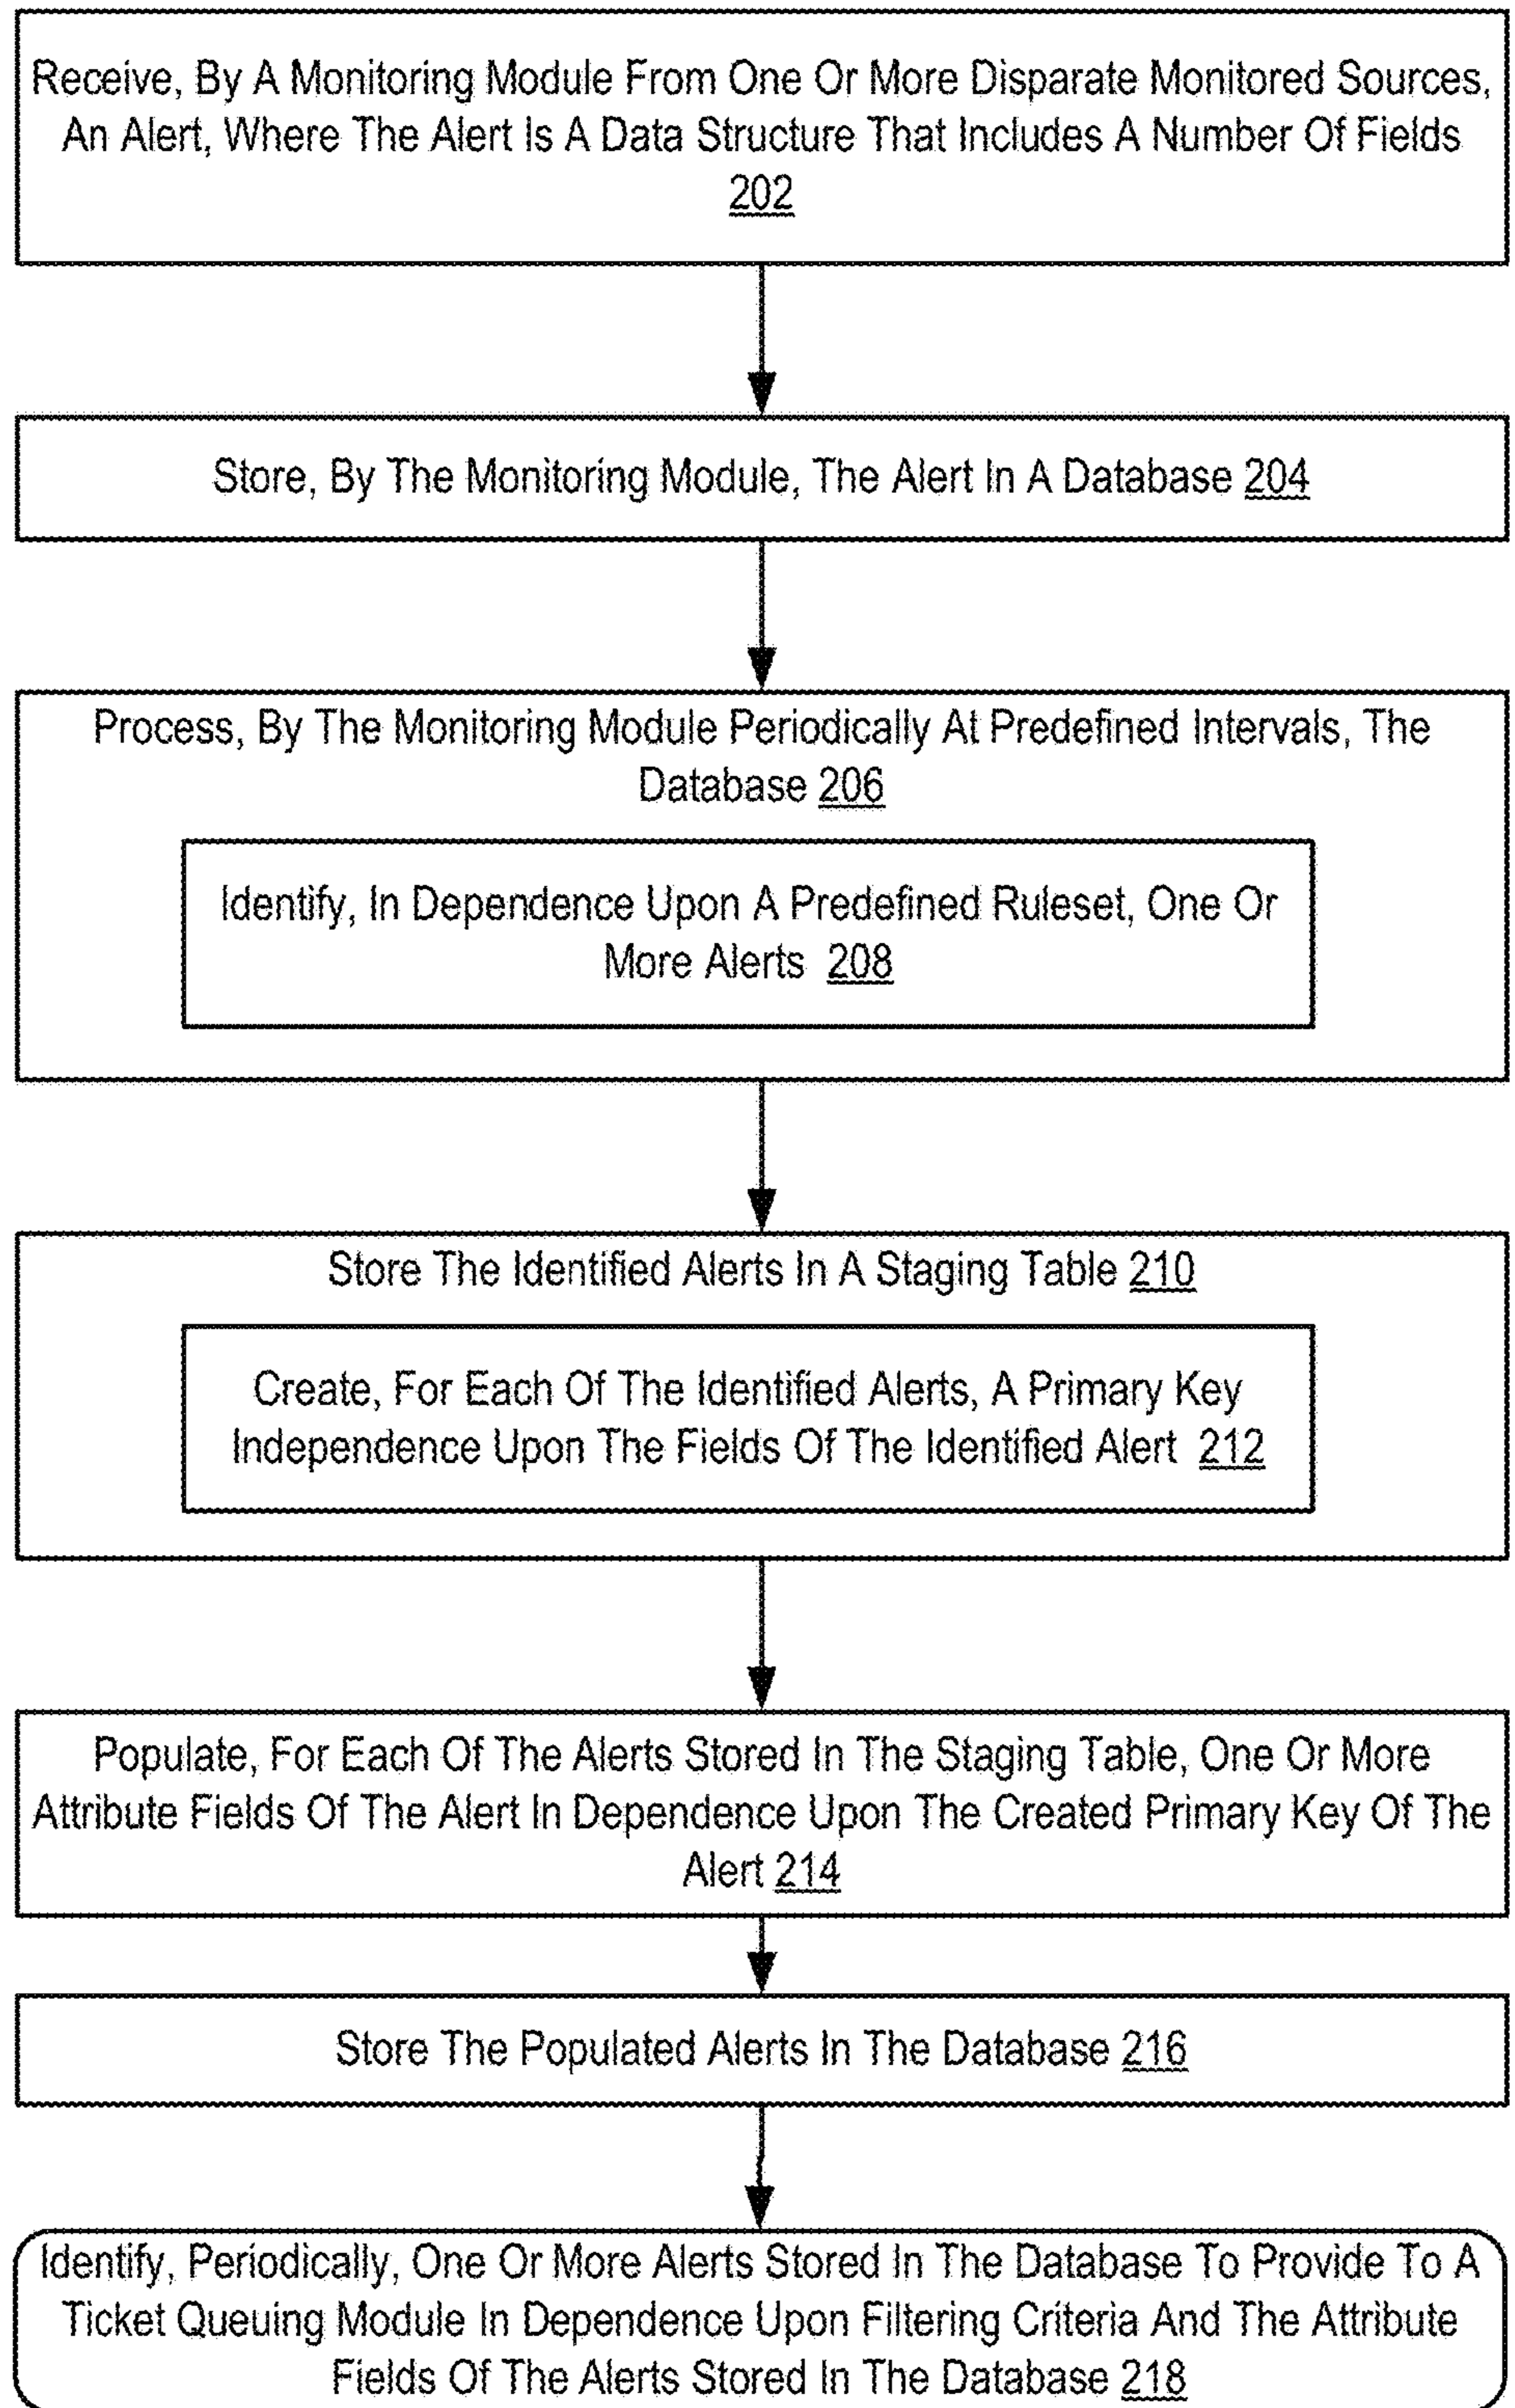 Receive, By A Monitoring Module From One Or More Disparate Monitored Sources,
An Alert, Where The Alert Is A Data Structure That Includes A Number Of Fields
202
Store, By The Monitoring Module, The Alert In A Database 204
Process, By The Monitoring Module Periodically At Predefined Intervals, The
Database 206
Identify, In Dependence Upon A Predefined Ruleset, One Or
More Alerts 208
Store The Identified Alerts In A Staging Table 210
Create, For Each Of The Identified Alerts, A Primary Key
Independence Upon The Fields Of The Identified Alert 212
Populate, For Each Of The Alerts Stored In The Staging Table, One Or More
Attribute Fields Of The Alert In Dependence Upon The Created Primary Key Of The
Alert 214
Store The Populated Alerts In The Database 216
Identify, Periodically, One Or More Alerts Stored In The Database To Provide To A
Ticket Queuing Module In Dependence Upon Filtering Criteria And The Attribute
Fields Of The Alerts Stored In The Database 218